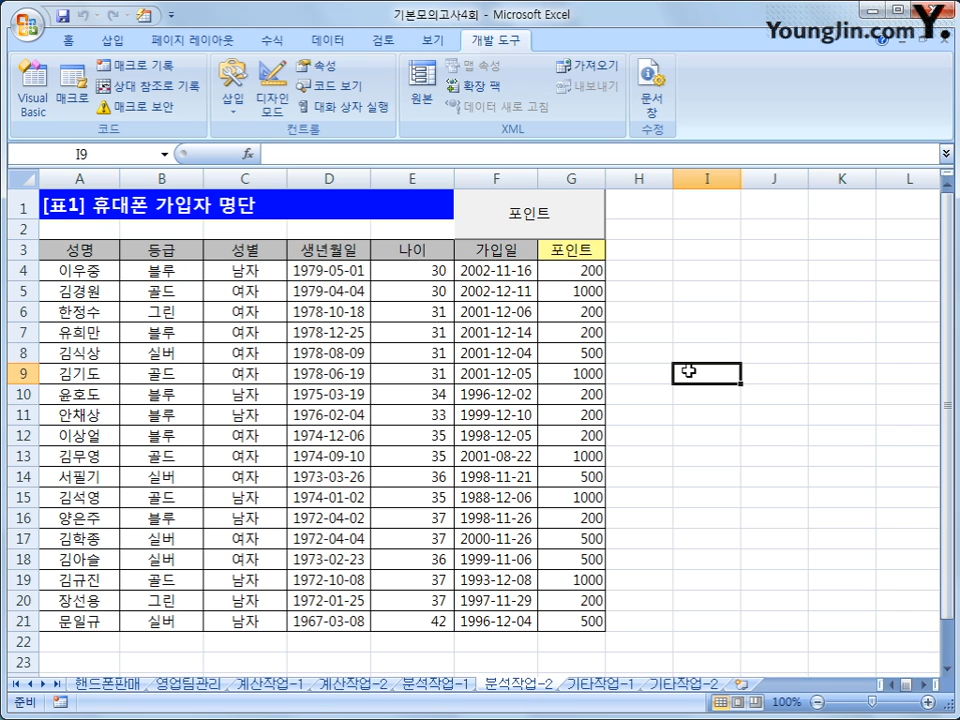 기본모의고사4회 - Microsoft Excel
YoungJin.com Y.
홈 삽입 페이지 레이아웃 수식 데이터 검토 보기 개발 도구
Visual Basic
매크로
매크로 기록
상대 참조로 기록
매크로 보안
코드
삽입
디자인 모드
속성
코드 보기
대화 상자 실행
컨트롤
원본
맵 속성
확장 팩
데이터 새로 고침
가져오기
내보내기
XML
문서 창
수정
I9 fx
A B C D E F G H I J K L
1 [표1] 휴대폰 가입자 명단 포인트
2
3 성명 등급 성별 생년월일 나이 가입일 포인트
4 이우중 블루 남자 1979-05-01 30 2002-11-16 200
5 김경원 골드 여자 1979-04-04 30 2002-12-11 1000
6 한정수 그린 여자 1978-10-18 31 2001-12-06 200
7 유희만 블루 여자 1978-12-25 31 2001-12-14 200
8 김식상 실버 여자 1978-08-09 31 2001-12-04 500
9 김기도 골드 여자 1978-06-19 31 2001-12-05 1000
10 윤호도 블루 남자 1975-03-19 34 1996-12-02 200
11 안채상 블루 남자 1976-02-04 33 1999-12-10 200
12 이상얼 블루 여자 1974-12-06 35 1998-12-05 200
13 김무영 골드 여자 1974-09-10 35 2001-08-22 1000
14 서필기 실버 여자 1973-03-26 36 1998-11-21 500
15 김석영 골드 남자 1974-01-02 35 1988-12-06 1000
16 양은주 블루 남자 1972-04-02 37 1998-11-26 200
17 김학종 실버 여자 1972-04-04 37 2000-11-26 500
18 김아슬 실버 여자 1973-02-23 36 1999-11-06 500
19 김규진 골드 남자 1972-10-08 37 1993-12-08 1000
20 장선용 그린 남자 1972-01-25 37 1997-11-29 200
21 문일규 실버 남자 1967-03-08 42 1996-12-04 500
22
23
핸드폰판매 영업팀관리 계산작업-1 계산작업-2 분석작업-1 분석작업-2 기타작업-1 기타작업-2
준비 100%